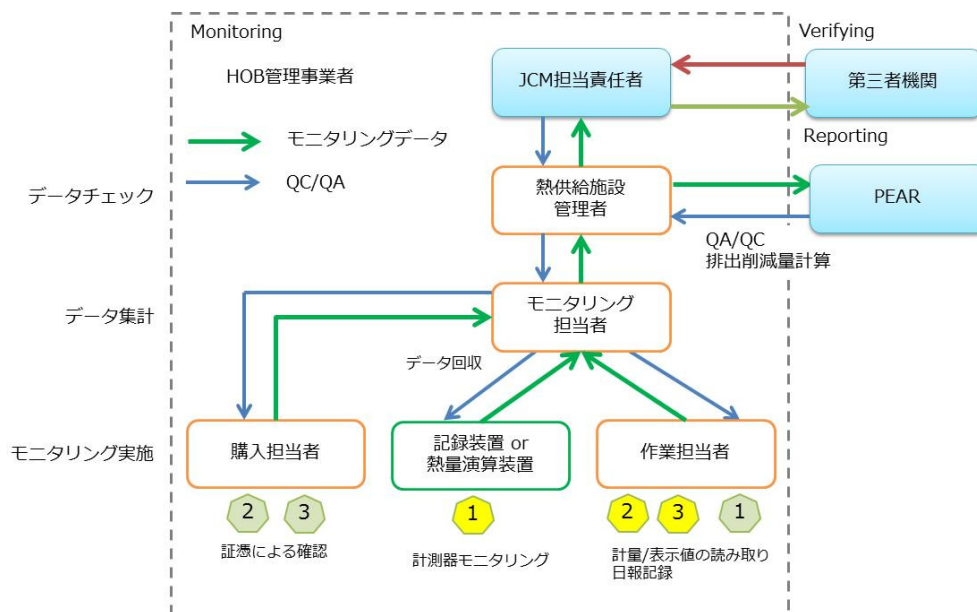 Monitoring
Verifying
HOB管理事業者
JCM担当責任者
第三者機関
モニタリングデータ
Reporting
QC/QA
データチェック
熱供給施設
管理者
PEAR
QA/QC
排出削減量計算
データ集計
モニタリング
担当者
データ回収
モニタリング実施
購入担当者
記録装置 or
熱量演算装置
作業担当者
2
3
1
2
3
1
証憑による確認
計測器モニタリング
計量/表示値の読み取り
日報記録